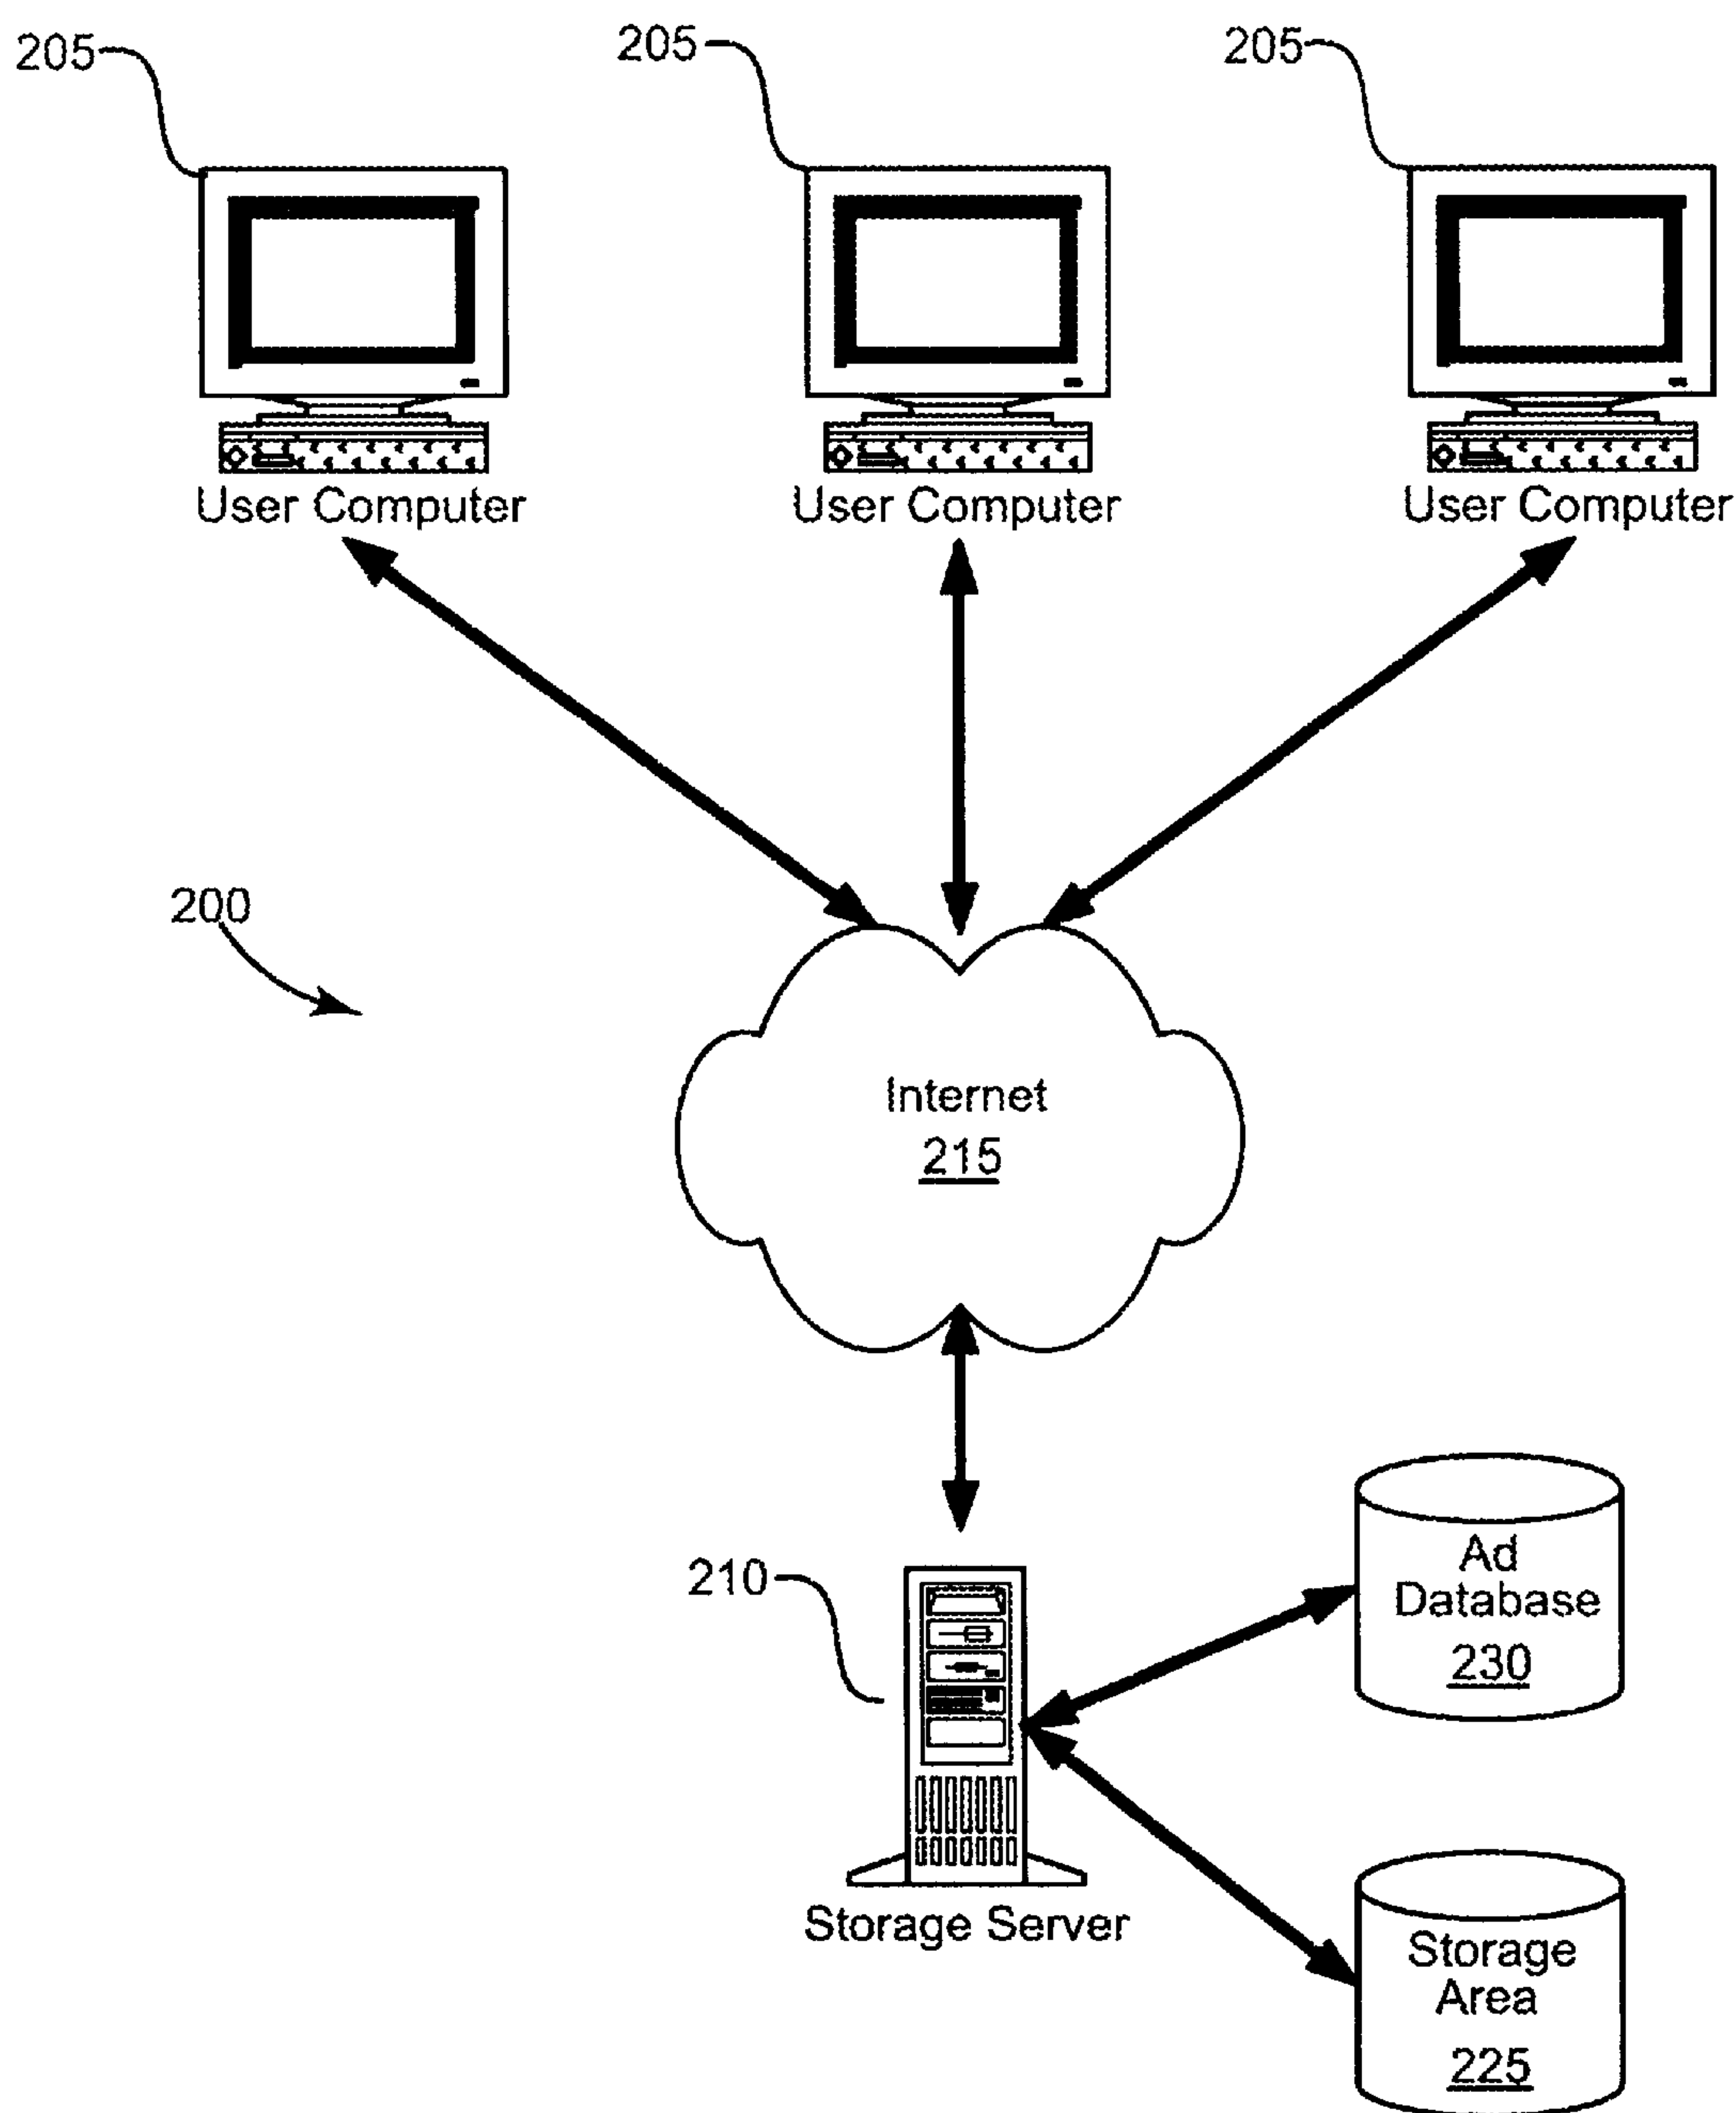 205
205
205
User Computer
User Computer
User Computer
200
Internet
215
210
Ad
Database
230
Storage Server
Storage
Area
225